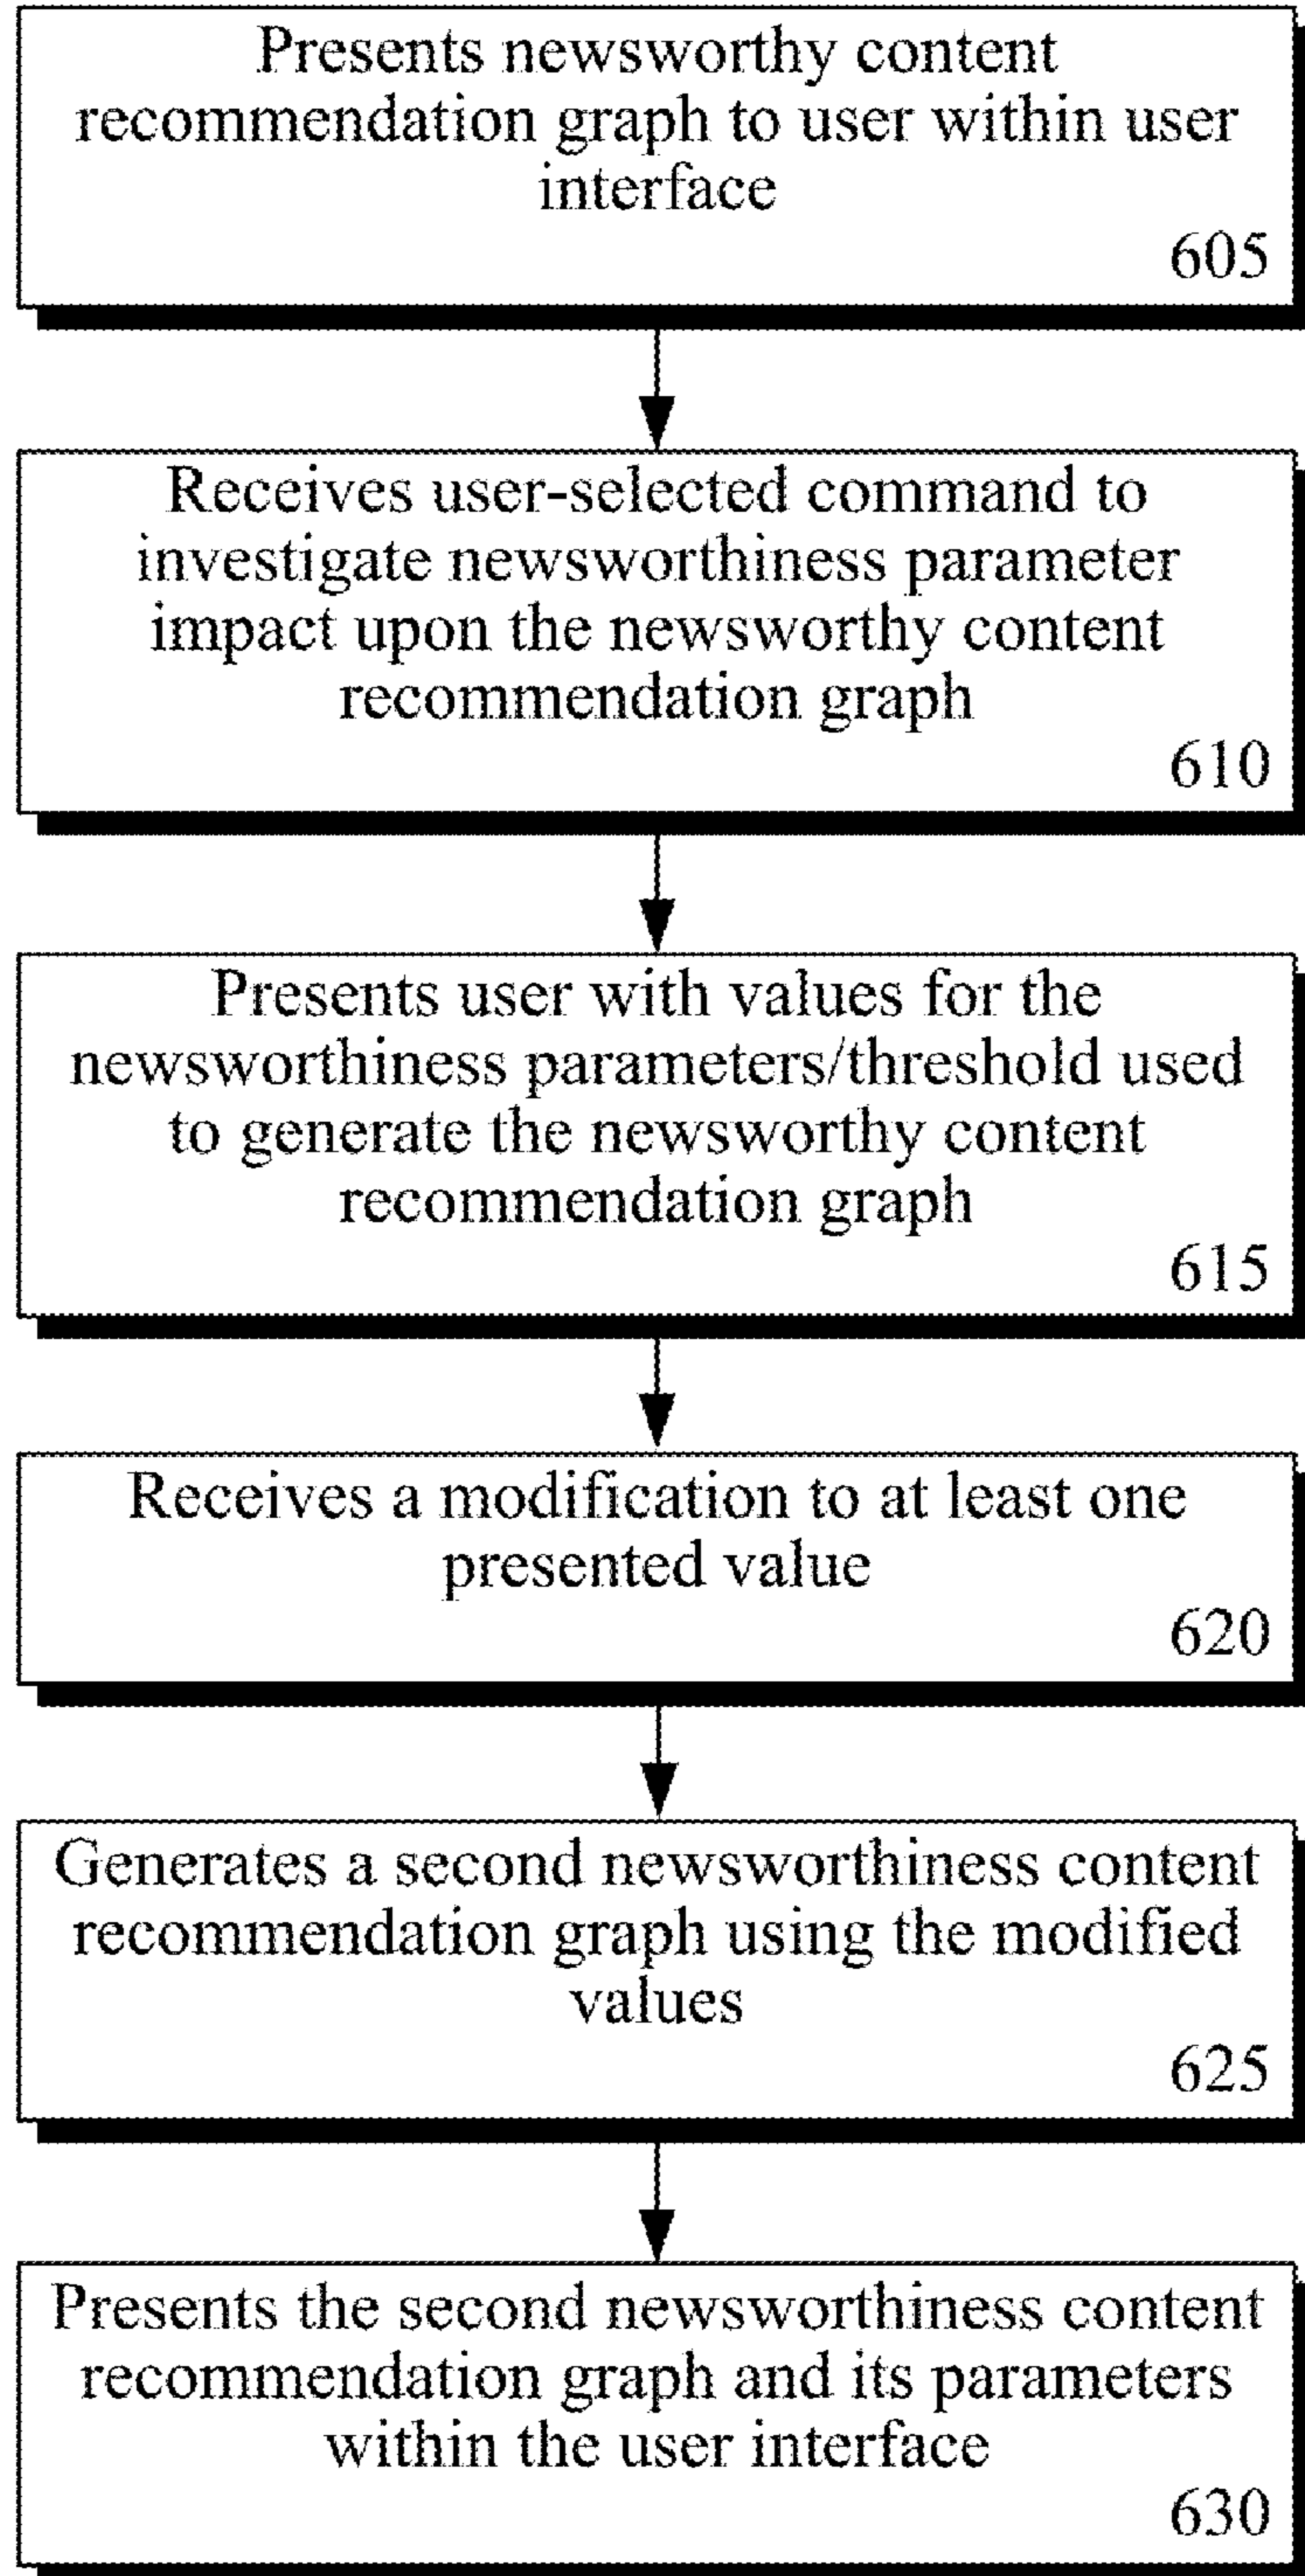 Presents newsworthy content
recommendation graph to user within user
interface
605
Receives user-selected command to
investigate newsworthiness parameter
impact upon the newsworthy content
recommendation graph
610
Presents user with values for the
newsworthiness parameters/threshold used
to generate the newsworthy content
recommendation graph
615
Receives a modification to at least one
presented value
620
Generates a second newsworthiness content
recommendation graph using the modified
values
625
Presents the second newsworthiness content
recommendation graph and its parameters
within the user interface
630